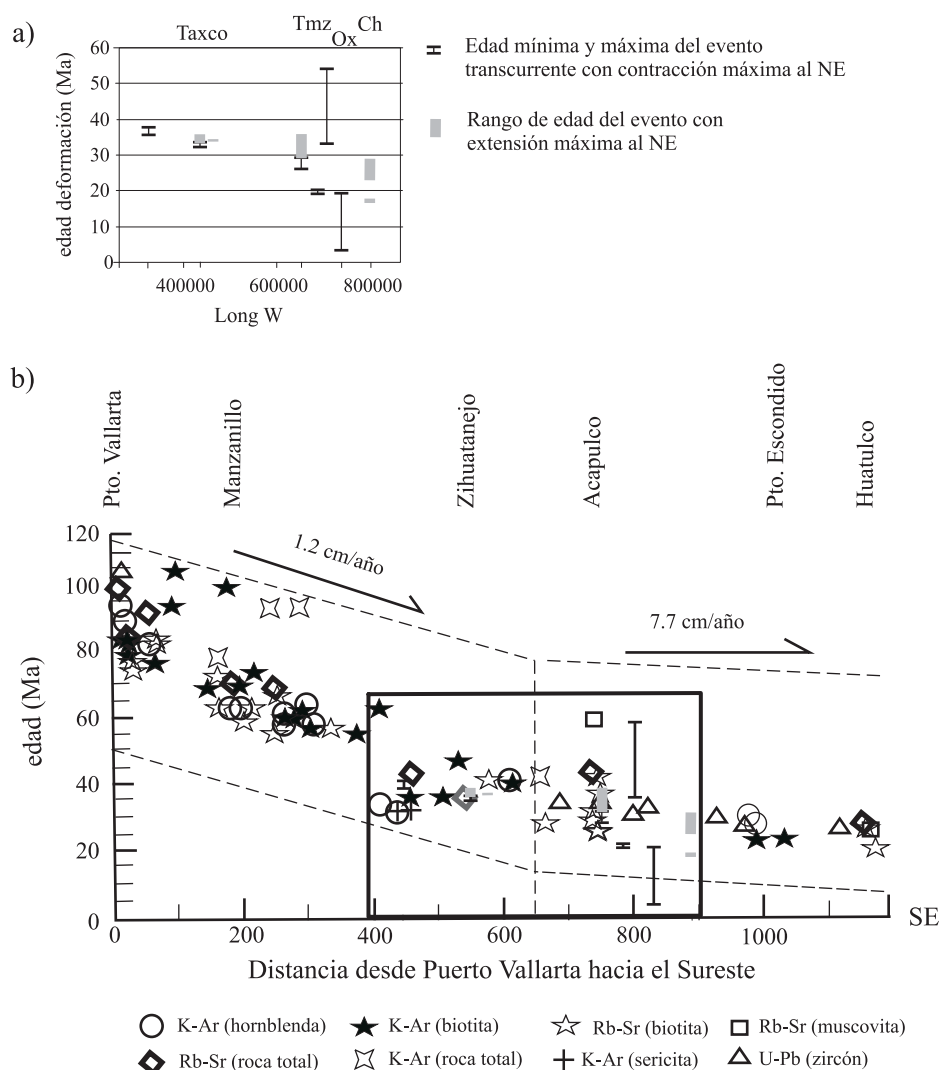 a)
Taxco
Tmz
Ox
Ch
edad deformación (Ma)
60
50
40
30
20
10
0
400000
600000
800000
Long W
Edad mínima y máxima del evento
transcurrente con contracción máxima al NE
Rango de edad del evento con
extensión máxima al NE
b)
Pto. Vallarta
Manzanillo
Zihuatanejo
Acapulco
Pto. Escondido
Huatulco
1.2 cm/año
7.7 cm/año
edad (Ma)
120
100
80
60
40
20
0
0
200
400
600
800
1000
SE
Distancia desde Puerto Vallarta hacia el Sureste
K-Ar (hornblenda)
K-Ar (biotita)
Rb-Sr (biotita)
Rb-Sr (muscovita)
Rb-Sr (roca total)
K-Ar (roca total)
K-Ar (sericita)
U-Pb (zircón)